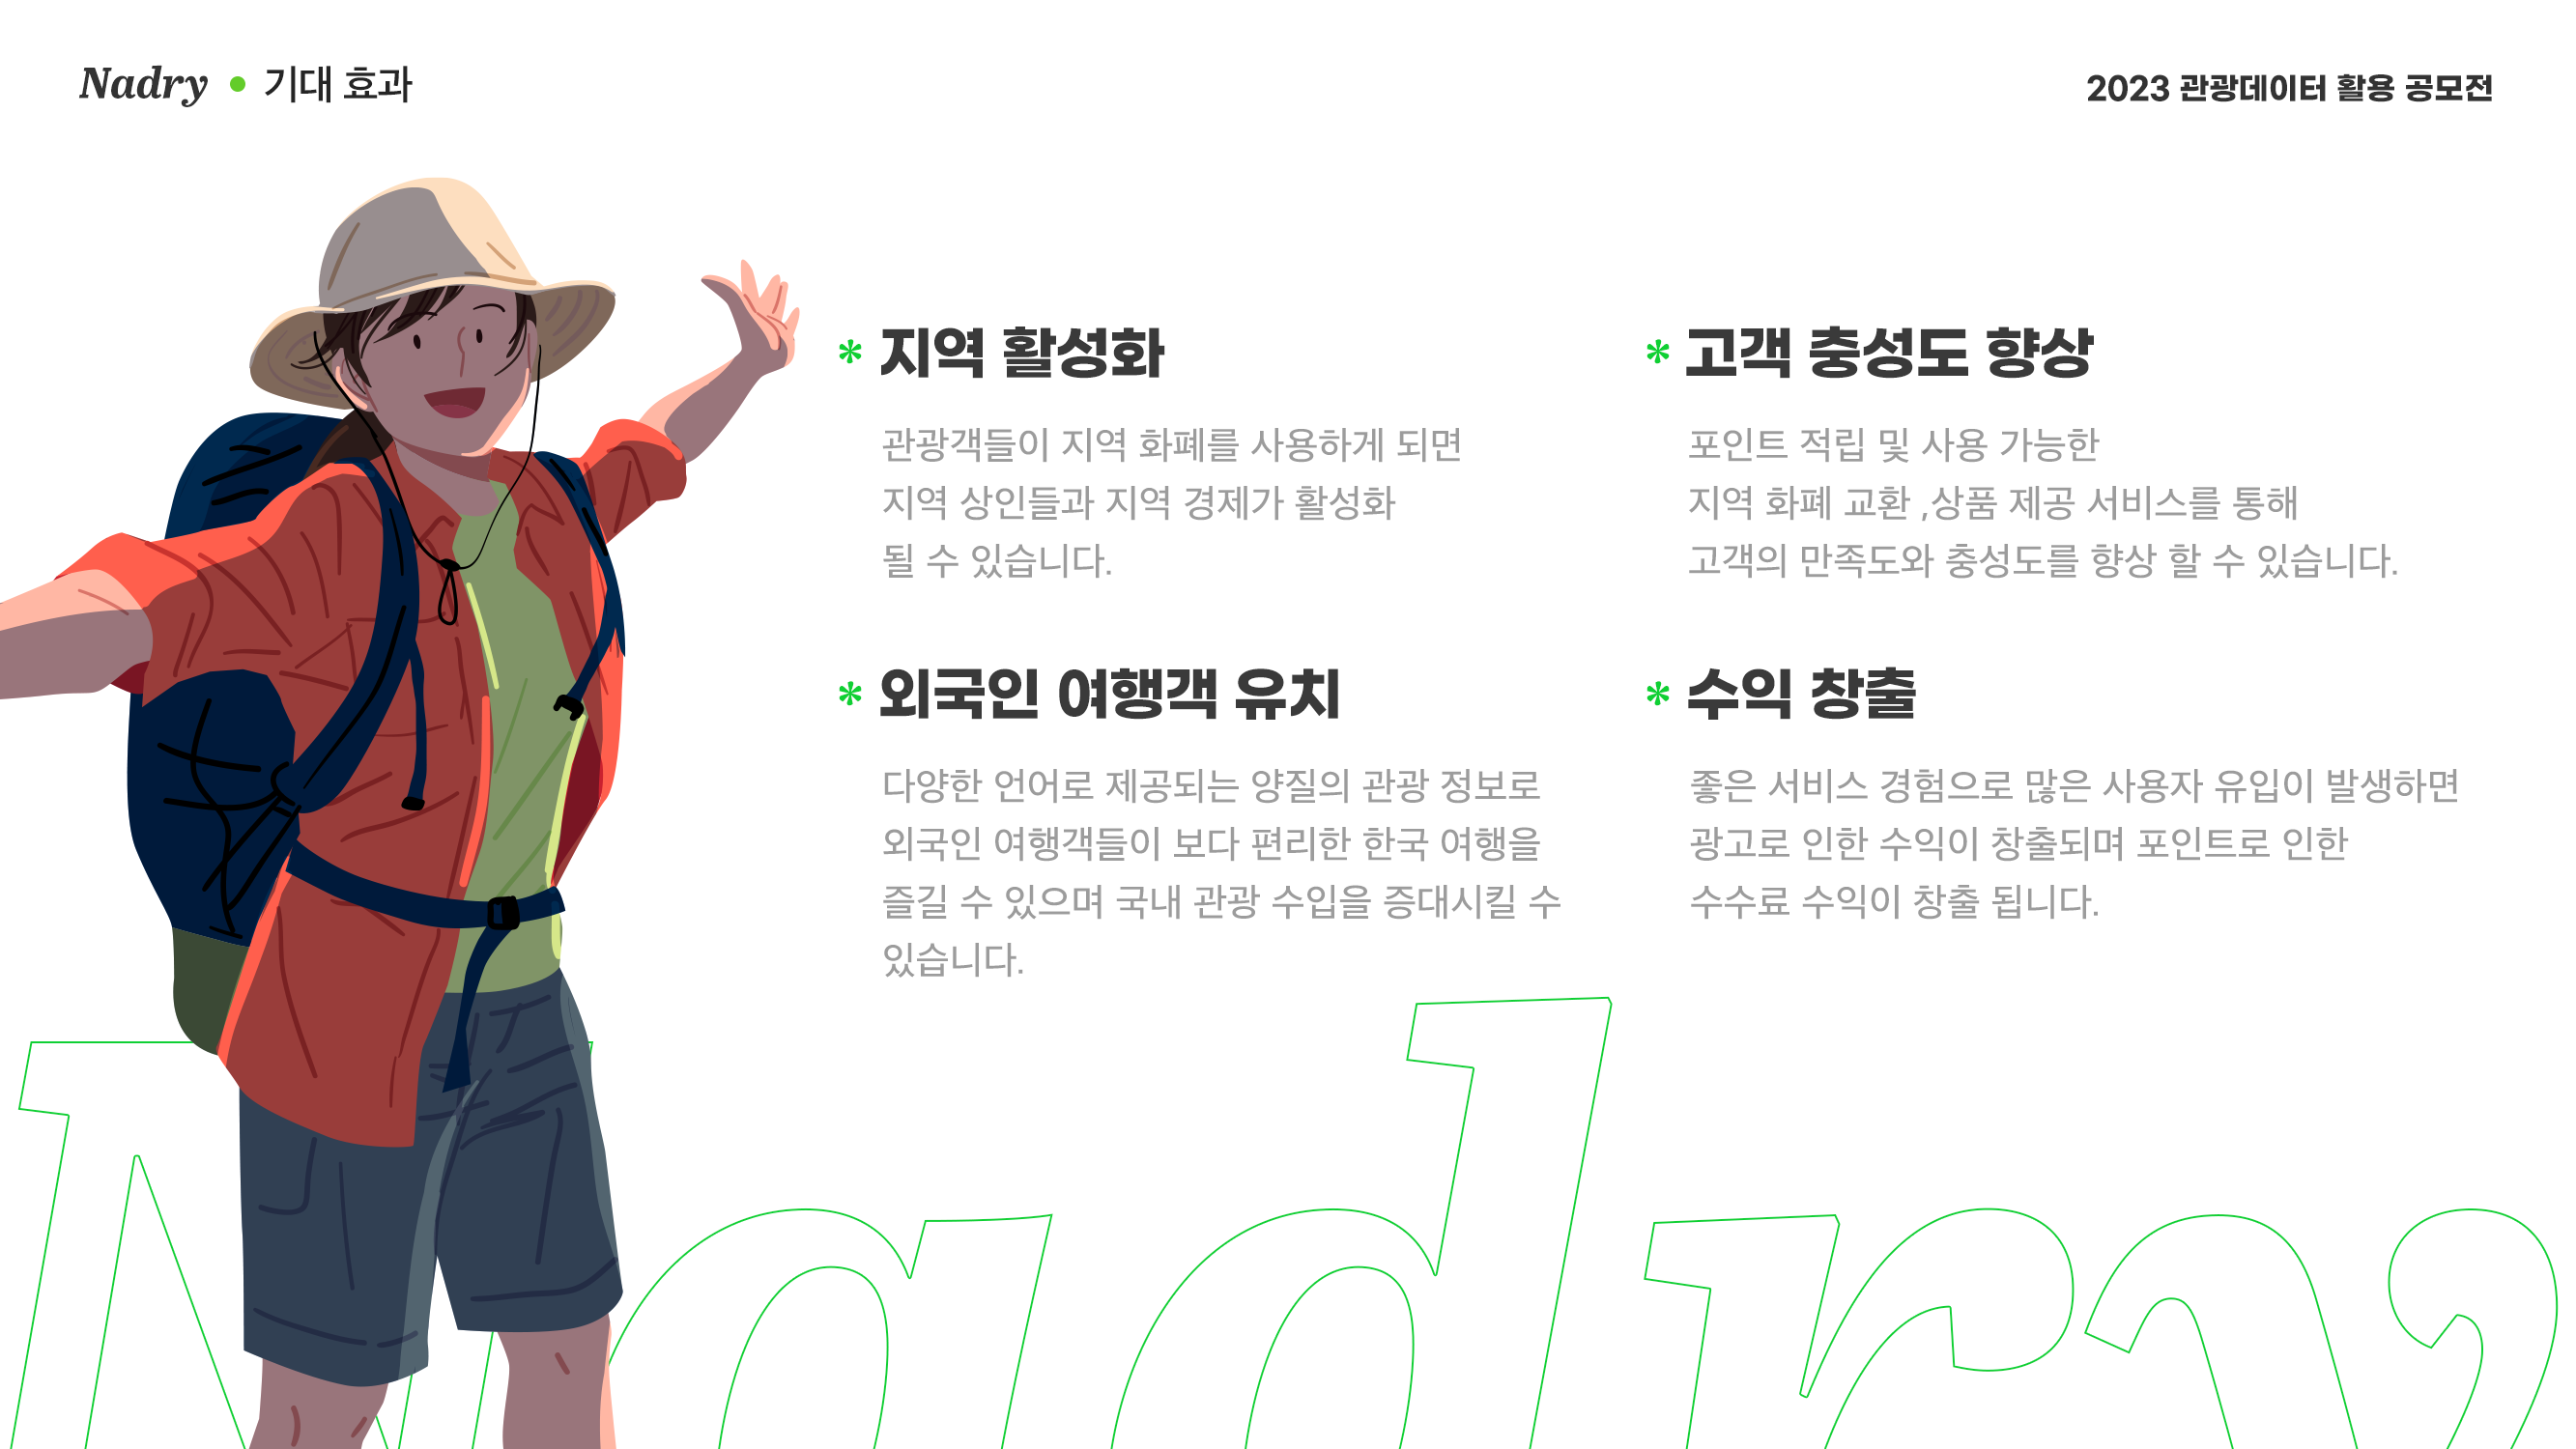 Nadry • 기대 효과
2023 관광데이터 활용 공모전
* 지역 활성화
관광객들이 지역 화폐를 사용하게 되면
지역 상인들과 지역 경제가 활성화
될 수 있습니다.
* 고객 충성도 향상
포인트 적립 및 사용 가능한
지역 화폐 교환 ,상품 제공 서비스를 통해
고객의 만족도와 충성도를 향상 할 수 있습니다.
* 외국인 여행객 유치
다양한 언어로 제공되는 양질의 관광 정보로
외국인 여행객들이 보다 편리한 한국 여행을
즐길 수 있으며 국내 관광 수입을 증대시킬 수
있습니다.
* 수익 창출
좋은 서비스 경험으로 많은 사용자 유입이 발생하면
광고로 인한 수익이 창출되며 포인트로 인한
수수료 수익이 창출 됩니다.
Nadry